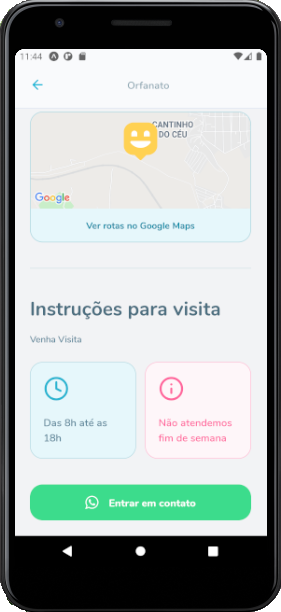 11:44
Orfanato
CANTINHO
DO CÉU
Google
Ver rotas no Google Maps
Instruções para visita
Venha Visita
Das 8h até as
18h
Não atendemos
fim de semana
Entrar em contato